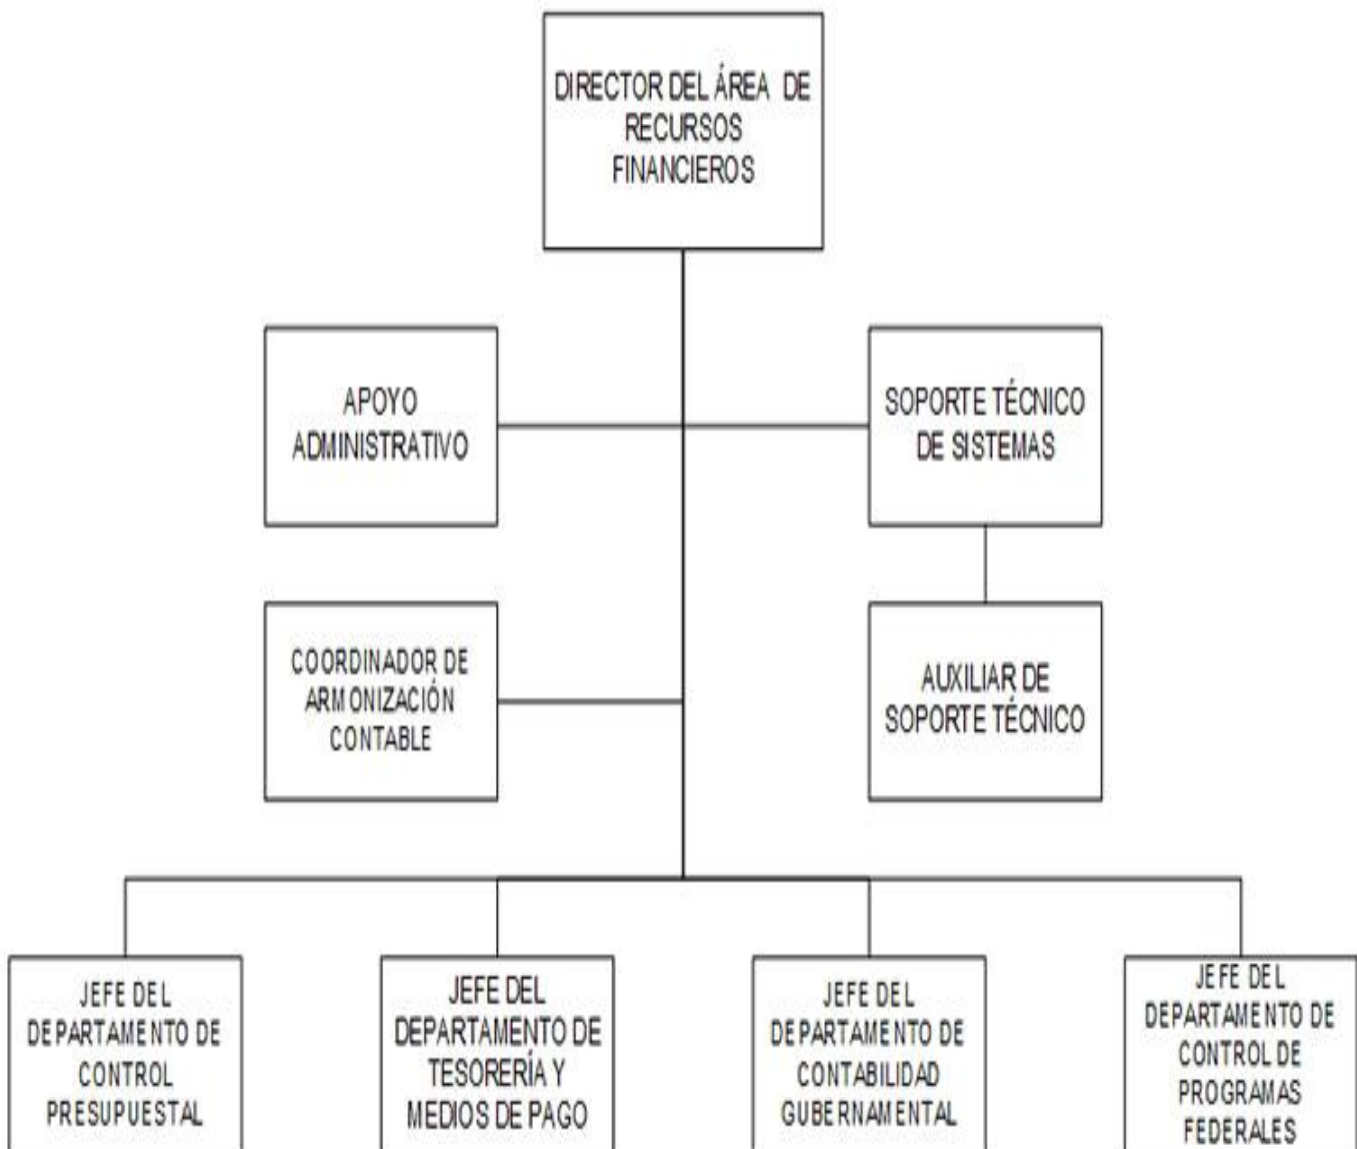 DIRECTOR DEL ÁREA DE
RECURSOS
FINANCIEROS
APOYO
ADMINISTRATIVO
SOPORTE TÉCNICO
DE SISTEMAS
COORDINADOR DE
ARMONIZACIÓN
CONTABLE
AUXILIAR DE
SOPORTE TÉCNICO
JEFE DEL
DEPARTAMENTO DE
CONTROL
PRESUPUESTAL
JEFE DEL
DEPARTAMENTO DE
TESORERÍA Y
MEDIOS DE PAGO
JEFE DEL
DEPARTAMENTO DE
CONTABILIDAD
GUBERNAMENTAL
JEFE DEL
DEPARTAMENTO DE
CONTROL DE
PROGRAMAS
FEDERALES